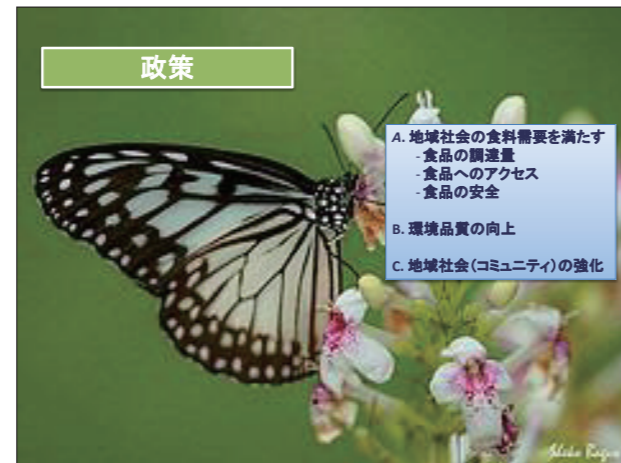 政策
A. 地域社会の食料需要を満たす
- 食品の調達量
- 食品へのアクセス
- 食品の安全
B. 環境品質の向上
C. 地域社会(コミュニティ)の強化